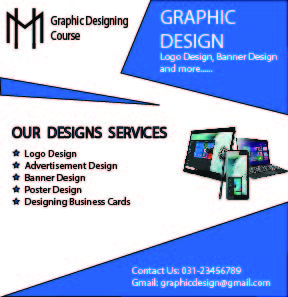 Graphic Designing
Course
GRAPHIC
DESIGN
Logo Design, Banner Design
and more......
OUR DESIGNS SERVICES
Logo Design
Advertisement Design
Banner Design
Poster Design
Designing Business Cards
Contact Us: 031-23456789
Gmail: graphicdesign@gmail.com